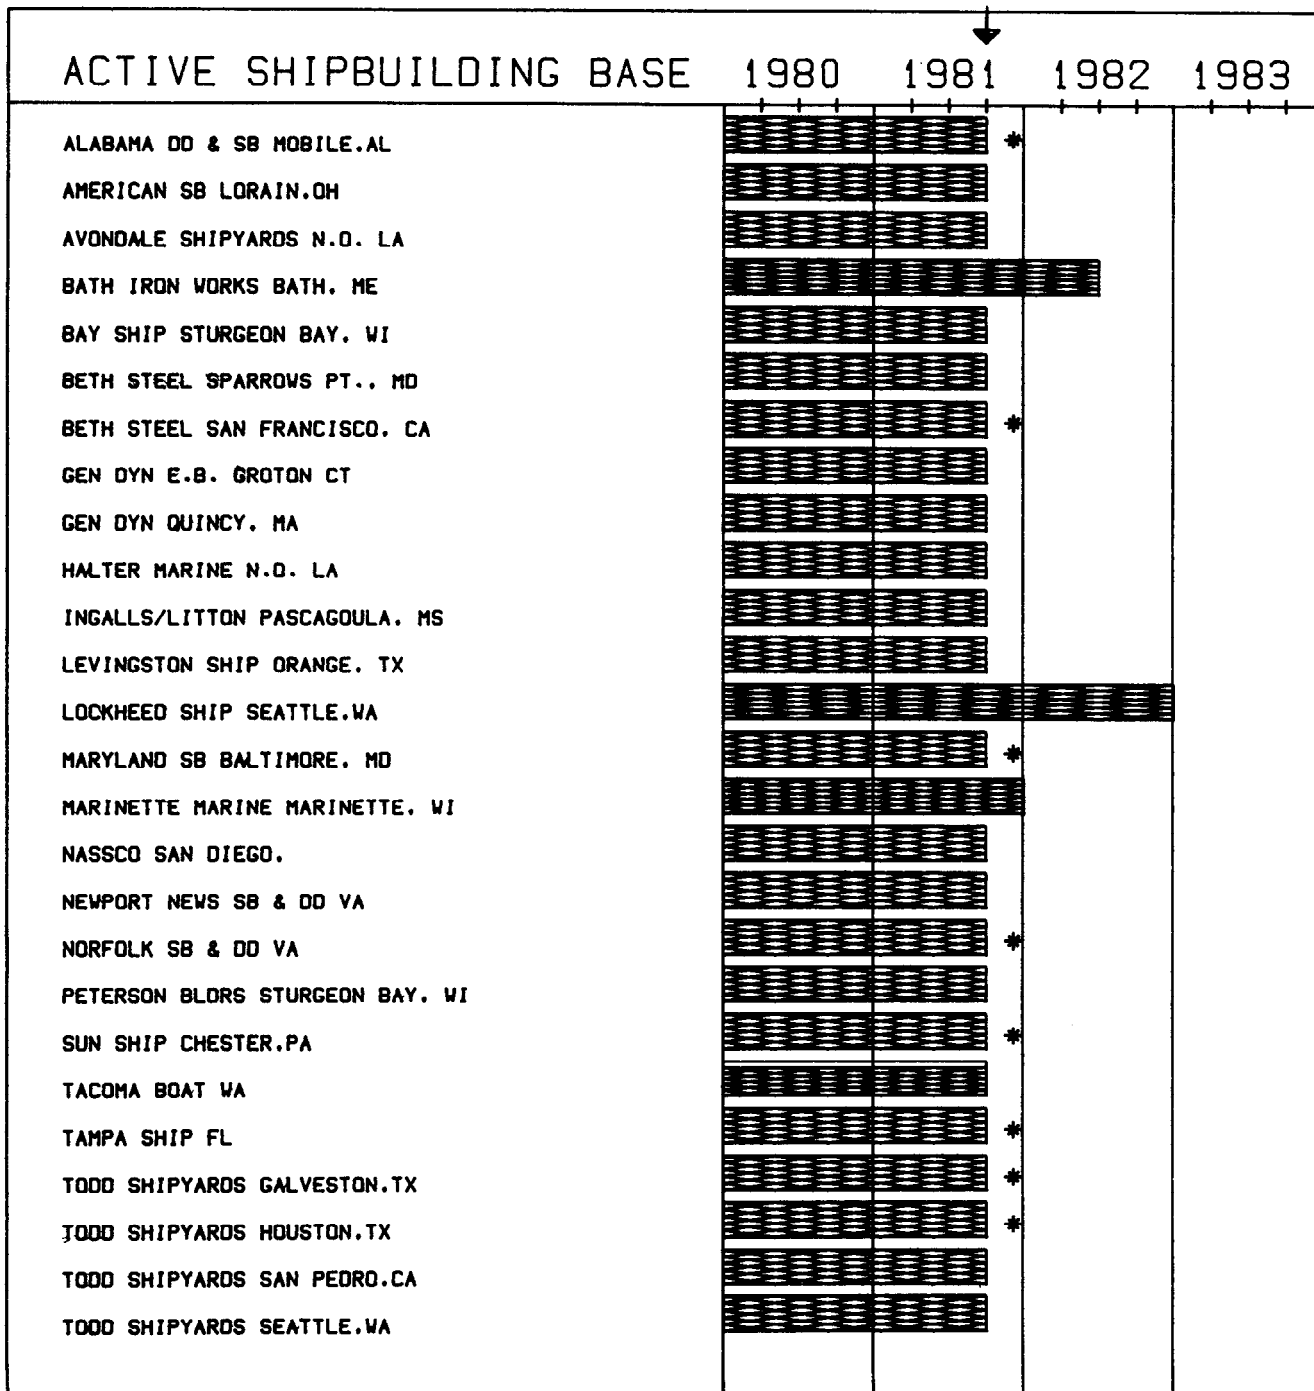 ACTIVE SHIPBUILDING BASE 1980 1981 1982 1983
ALABAMA DD & SB MOBILE.AL *
AMERICAN SB LORAIN.OH
AVONDALE SHIPYARDS N.O. LA
BATH IRON WORKS BATH. ME
BAY SHIP STURGEON BAY. WI
BETH STEEL SPARROWS PT.. MD
BETH STEEL SAN FRANCISCO. CA *
GEN DYN E.B. GROTON CT
GEN DYN QUINCY. MA
HALTER MARINE N.O. LA
INGALLS/LITTON PASCAGOULA. MS
LEVINGSTON SHIP ORANGE. TX
LOCKHEED SHIP SEATTLE.WA
MARYLAND SB BALTIMORE. MD *
MARINETTE MARINE MARINETTE. WI
NASSCO SAN DIEGO.
NEWPORT NEWS SB & DD VA
NORFOLK SB & DD VA *
PETERSON BLDRS STURGEON BAY. WI
SUN SHIP CHESTER.PA *
TACOMA BOAT WA
TAMPA SHIP FL *
TODD SHIPYARDS GALVESTON.TX *
TODD SHIPYARDS HOUSTON.TX *
TODD SHIPYARDS SAN PEDRO.CA
TODD SHIPYARDS SEATTLE.WA